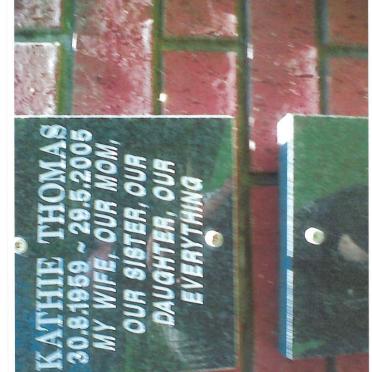 KATHIE THOMAS
30.8.1959 ~ 29.5.2005
MY WIFE, OUR MOM,
OUR SISTER, OUR
DAUGHTER, OUR
EVERYTHING